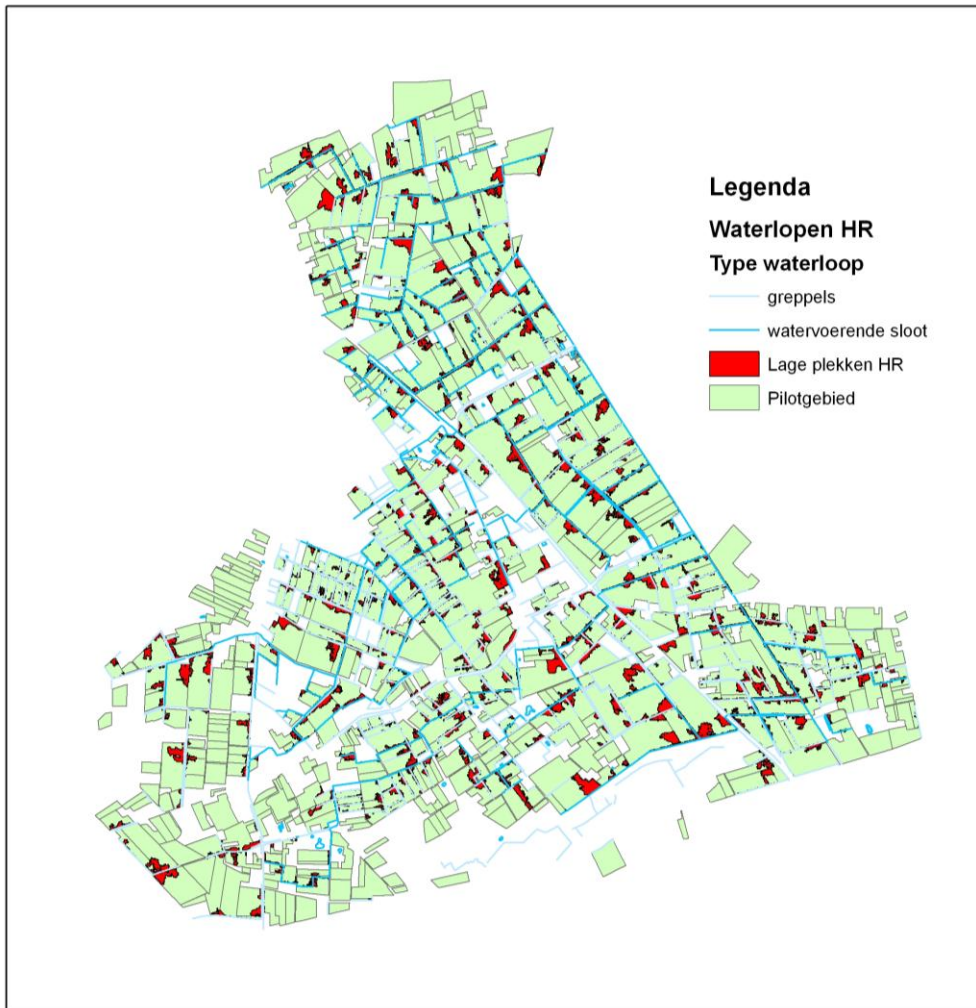 Legenda
Waterlopen HR
Type waterloop
greppels
watervoerende sloot
Lage plekken HR
Pilotgebied